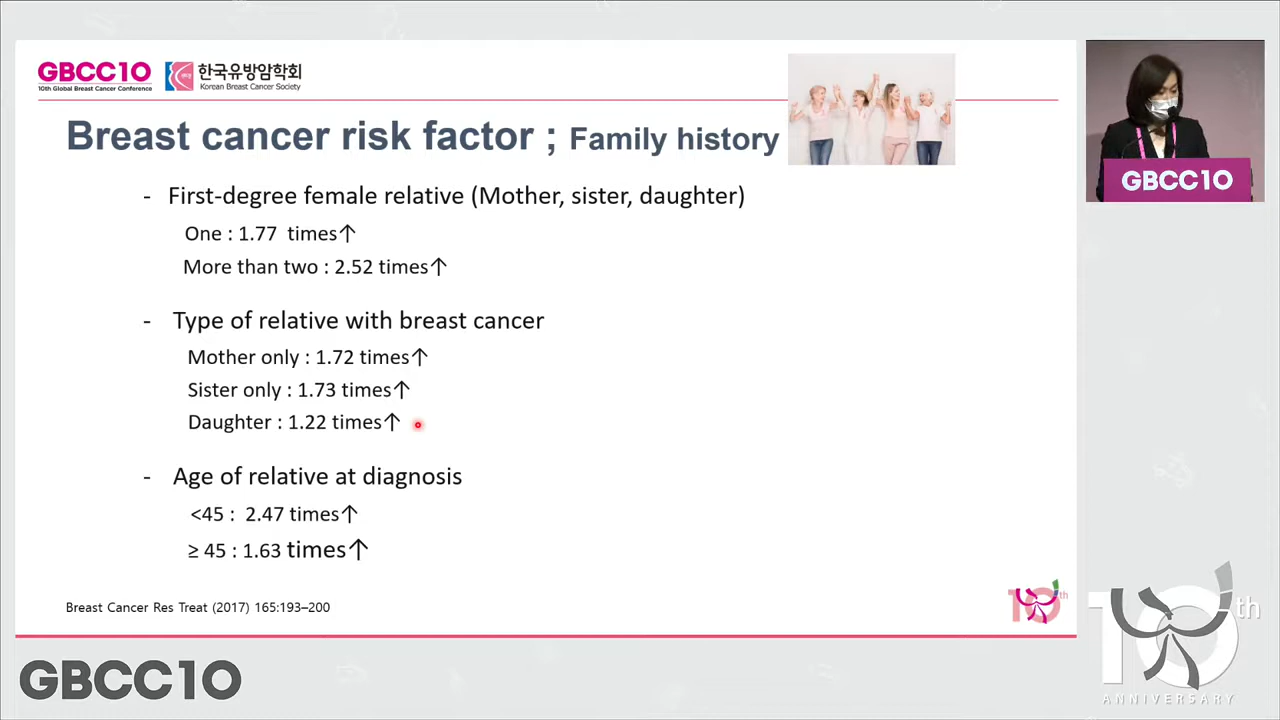 GBCC10
10th Global Breast Cancer Conference
한국유방암학회
Korean Breast Cancer Society
Breast cancer risk factor ; Family history
- First-degree female relative (Mother, sister, daughter)
One : 1.77 times↑
More than two : 2.52 times↑
- Type of relative with breast cancer
Mother only : 1.72 times↑
Sister only : 1.73 times↑
Daughter : 1.22 times↑
- Age of relative at diagnosis
<45 : 2.47 times↑
≥ 45 : 1.63 times↑
Breast Cancer Res Treat (2017) 165:193–200
10th
GBCC10
GBCC10
10th
ANNIVERSARY